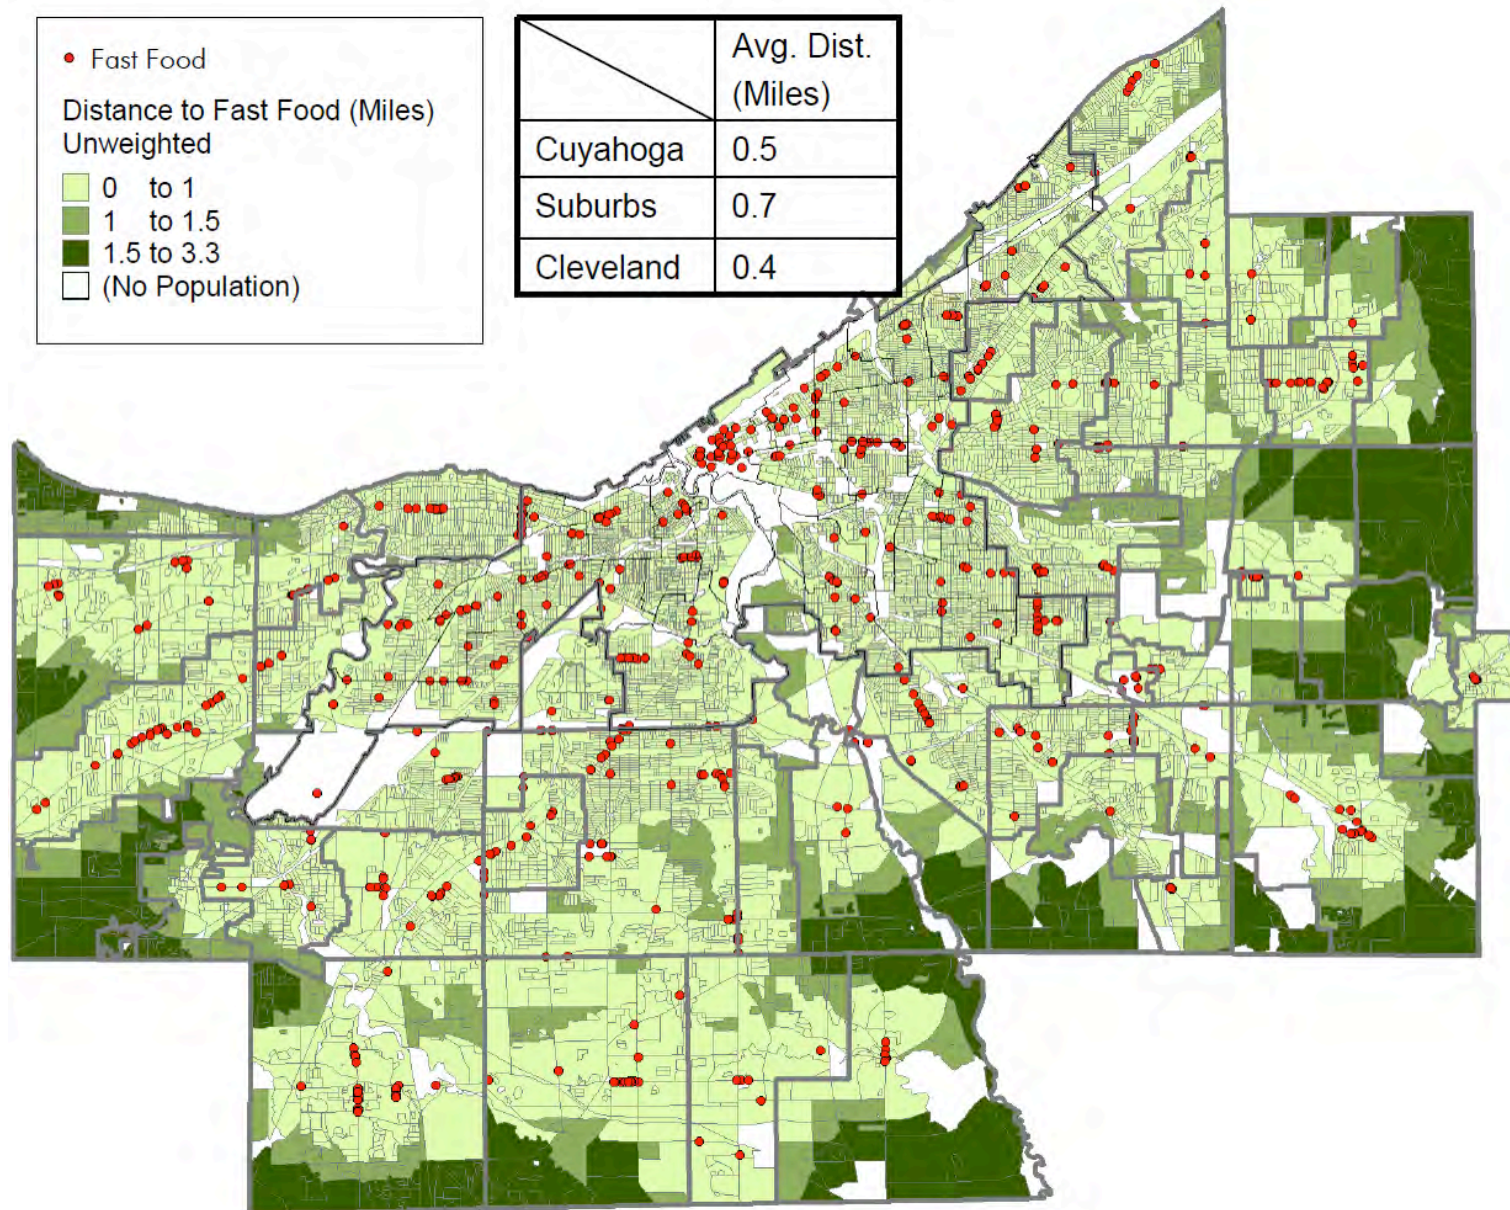 Fast Food
Distance to Fast Food (Miles)
Unweighted
0 to 1
1 to 1.5
1.5 to 3.3
(No Population)
Avg. Dist.
(Miles)
Cuyahoga 0.5
Suburbs 0.7
Cleveland 0.4